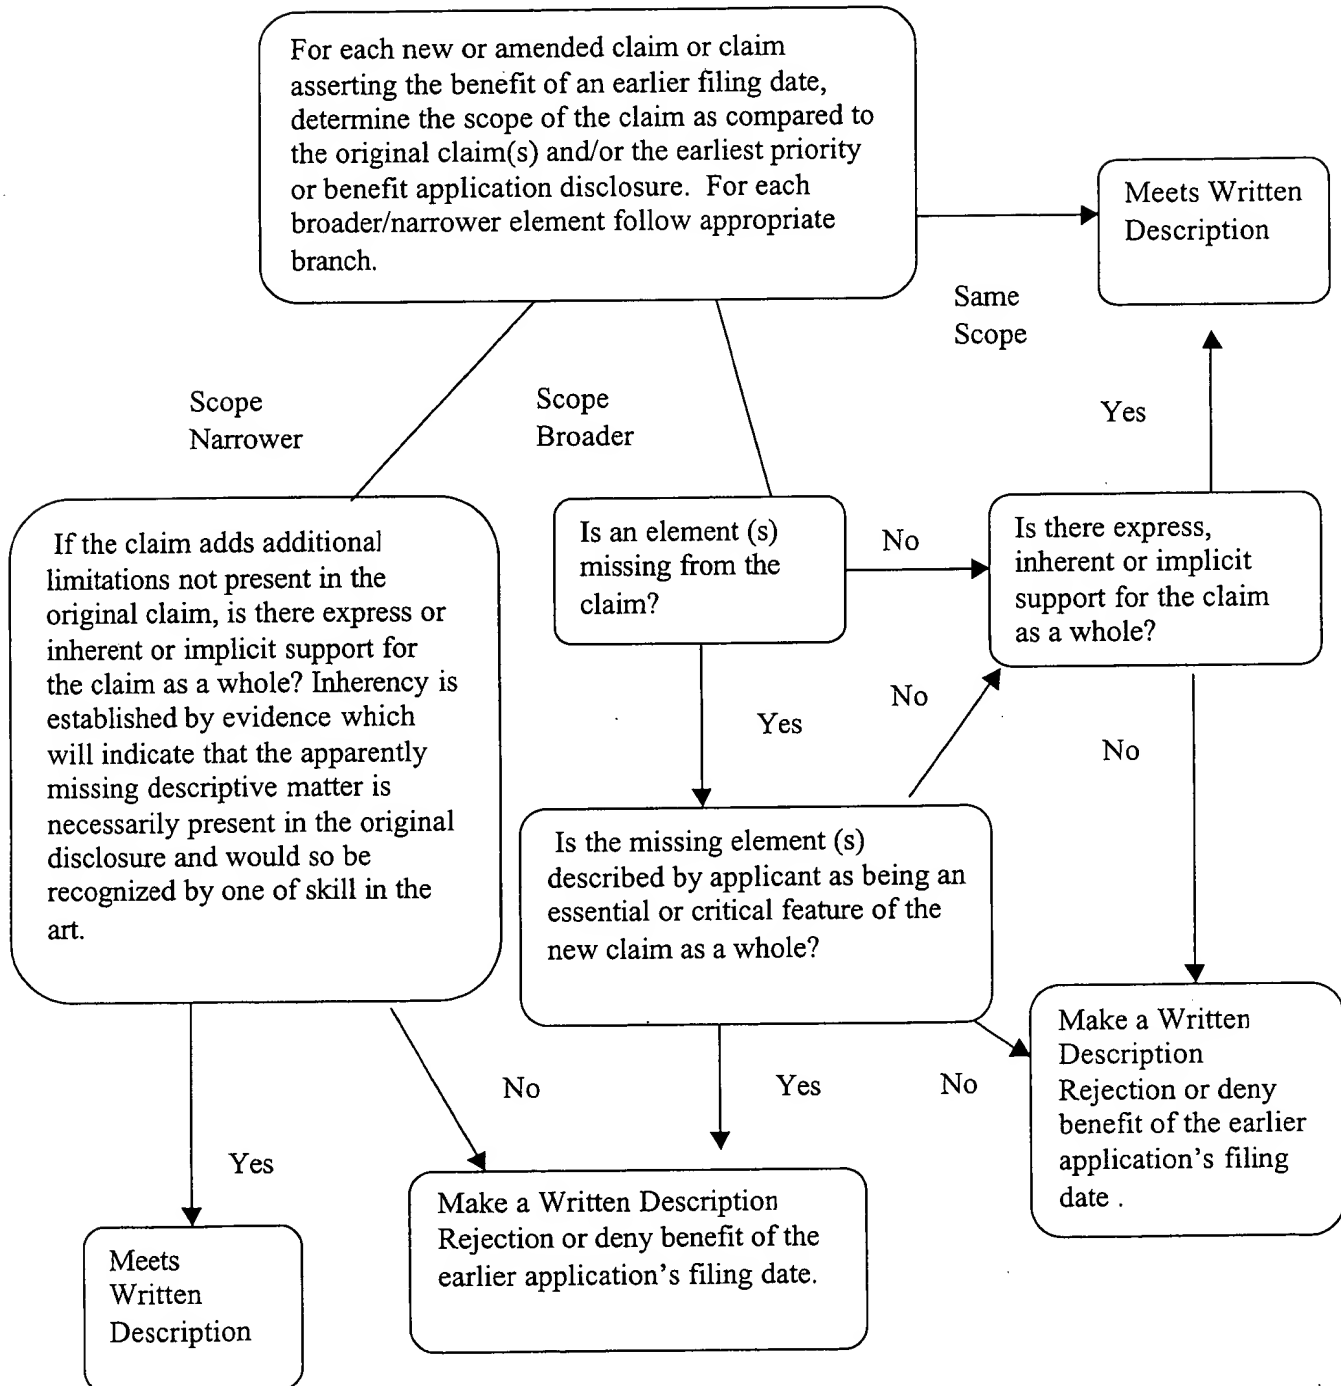 For each new or amended claim or claim
asserting the benefit of an earlier filing date,
determine the scope of the claim as compared to
the original claim(s) and/or the earliest priority
or benefit application disclosure. For each
broader/narrower element follow appropriate
branch.
Meets Written
Description
Same
Scope
Scope
Narrower
Scope
Broader
Yes
If the claim adds additional
limitations not present in the
original claim, is there express or
inherent or implicit support for
the claim as a whole? Inherency is
established by evidence which
will indicate that the apparently
missing descriptive matter is
necessarily present in the original
disclosure and would so be
recognized by one of skill in the
art.
Is an element (s)
missing from the
claim?
No
Is there express,
inherent or implicit
support for the claim
as a whole?
Yes
No
No
Is the missing element (s)
described by applicant as being an
essential or critical feature of the
new claim as a whole?
Make a Written
Description
Rejection or deny
benefit of the earlier
application's filing
date .
No
Yes
No
Yes
Make a Written Description
Rejection or deny benefit of the
earlier application's filing date.
Meets
Written
Description